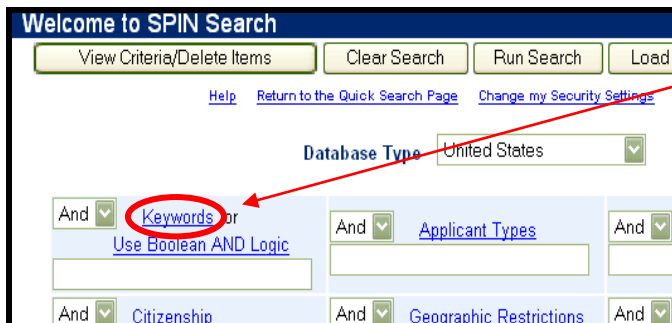 Welcome to SPIN Search
View Criteria/Delete Items Clear Search Run Search Load
Help Return to the Quick Search Page Change my Security Settings
Database Type United States
And Keywords or And Applicant Types And
Use Boolean AND Logic
And Citizenship And Geographic Restrictions And